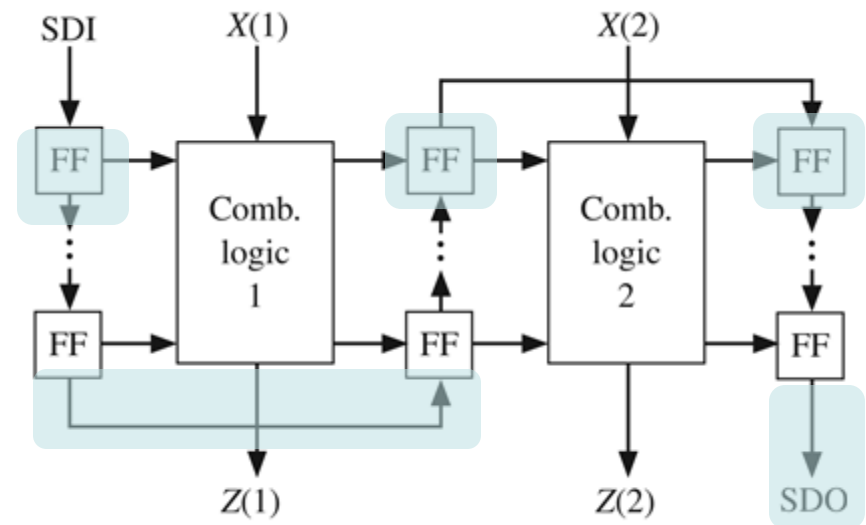 SDI X(1) X(2)
FF FF FF
Comb. Comb.
logic logic
1 2
FF FF FF
Z(1) Z(2) SDO